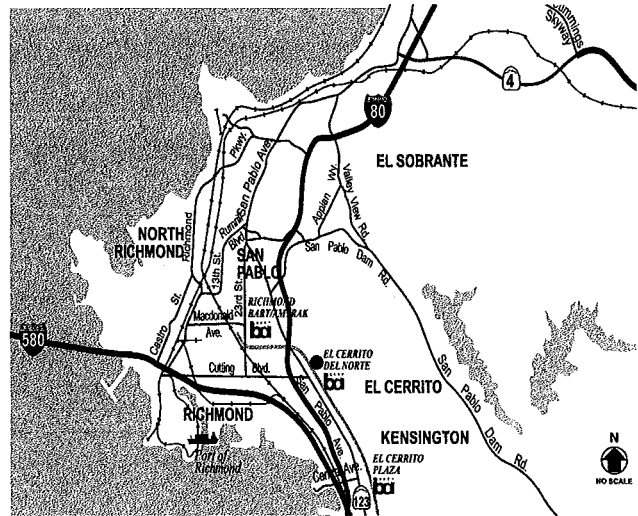 Cummings
Skyway
4
80
EL SOBRANTE
Pkwy.
San Pablo Ave.
Appian Wy.
Valley View Rd.
NORTH
RICHMOND
Richmond
Rumrill
Blvd.
SAN
PABLO
San Pablo Dam Rd.
13th St.
23rd St.
RICHMOND
BART/AMTRAK
Castro St.
Macdonald
Ave.
580
EL CERRITO
DEL NORTE
Cutting Blvd.
San Pablo Ave.
EL CERRITO
San Pablo Dam Rd.
RICHMOND
KENSINGTON
Port of
Richmond
EL CERRITO
PLAZA
Central Ave.
123
N
NO SCALE